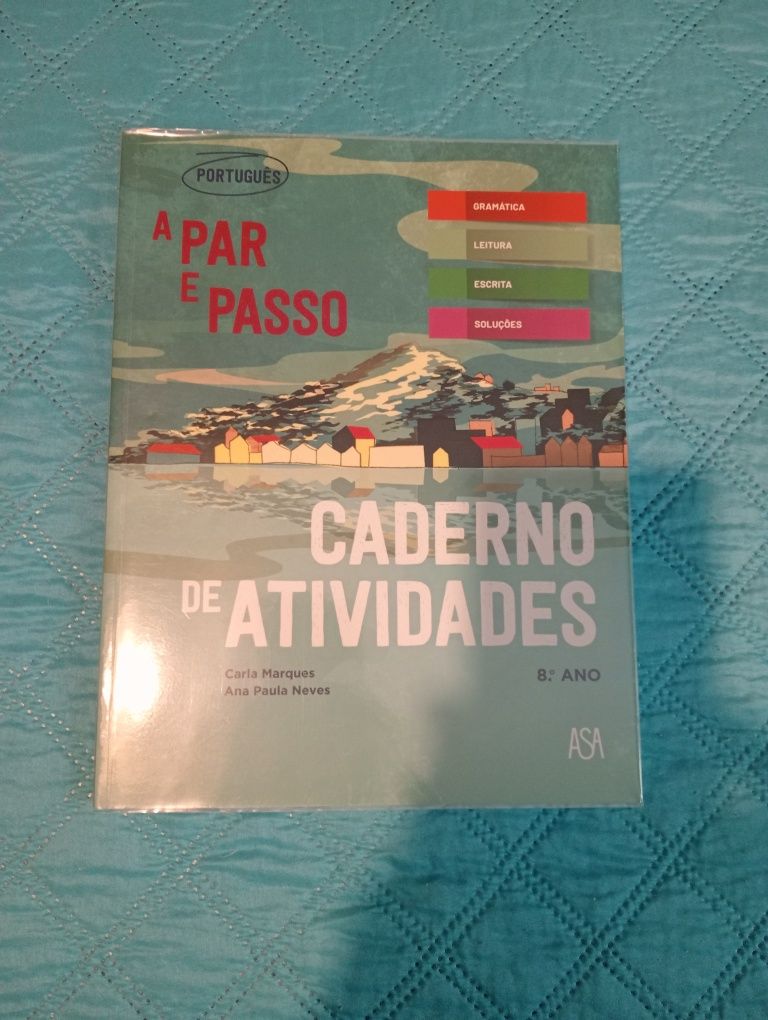 PORTUGUÊS
A PAR
E PASSO
GRAMÁTICA
LEITURA
ESCRITA
SOLUÇÕES
CADERNO
DE ATIVIDADES
Carla Marques
Ana Paula Neves
8.º ANO
ASA